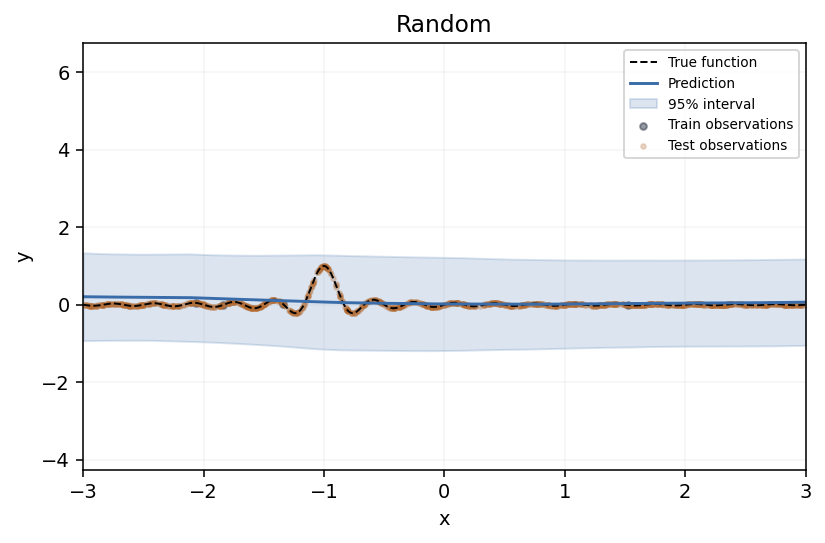 Random
6
4
2
0
−2
−4
y
−3
−2
−1
0
1
2
3
x
True function
Prediction
95% interval
Train observations
Test observations